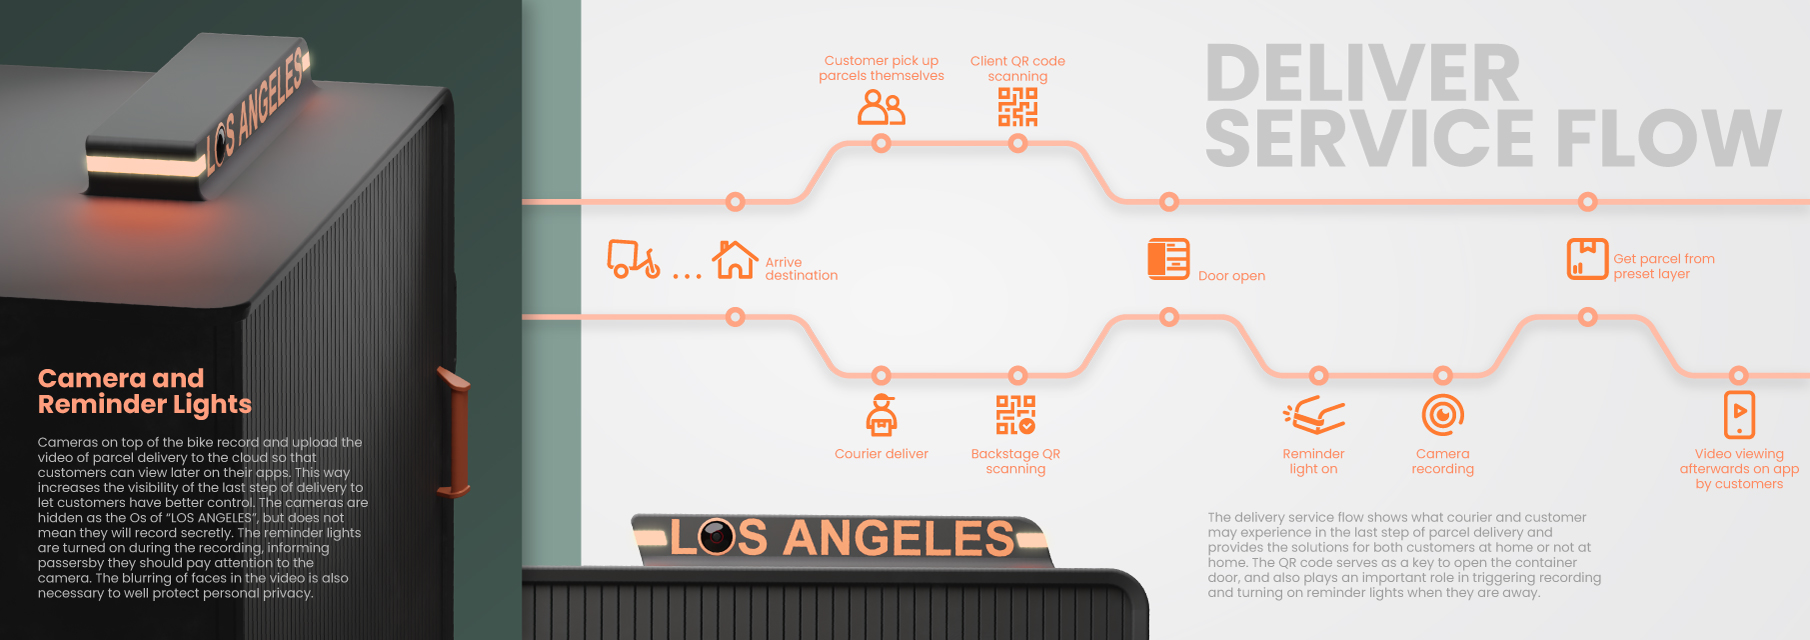 LOS ANGELES
Camera and
Reminder Lights
Cameras on top of the bike record and upload the
video of parcel delivery to the cloud so that
customers can view later on their apps. This way
increases the visibility of the last step of delivery to
let customers have better control. The cameras are
hidden as the Os of “LOS ANGELES”, but does not
mean they will record secretly. The reminder lights
are turned on during the recording, informing
passersby they should pay attention to the
camera. The blurring of faces in the video is also
necessary to well protect personal privacy.
DELIVER
SERVICE FLOW
Customer pick up
parcels themselves
Client QR code
scanning
Arrive
destination
Door open
Get parcel from
preset layer
Courier deliver
Backstage QR
scanning
Reminder
light on
Camera
recording
Video viewing
afterwards on app
by customers
LOS ANGELES
The delivery service flow shows what courier and customer
may experience in the last step of parcel delivery and
provides the solutions for both customers at home or not at
home. The QR code serves as a key to open the container
door, and also plays an important role in triggering recording
and turning on reminder lights when they are away.